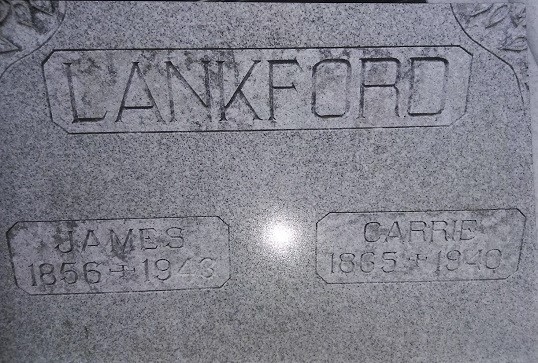 LANKFORD
JAMES
1856 + 1943
CARRIE
1865 + 1940